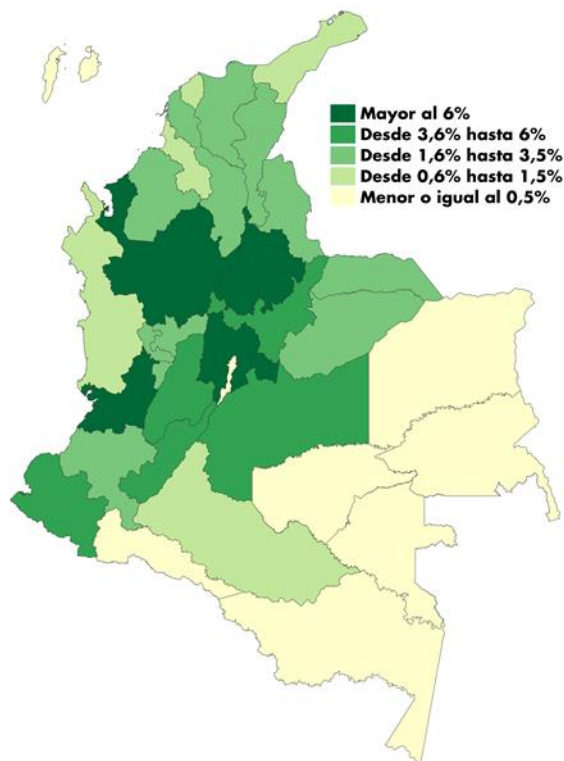 Mayor al 6%
Desde 3,6% hasta 6%
Desde 1,6% hasta 3,5%
Desde 0,6% hasta 1,5%
Menor o igual al 0,5%